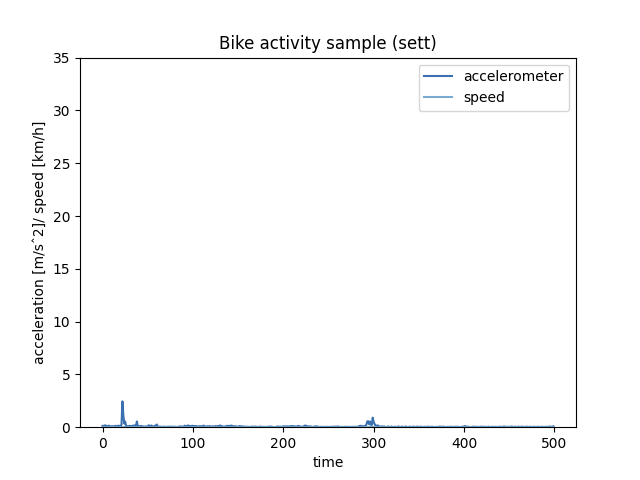 Bike activity sample (sett)
35
30
25
20
15
10
5
0
acceleration [m/sˆ2]/ speed [km/h]
accelerometer
speed
0
100
200
300
400
500
time